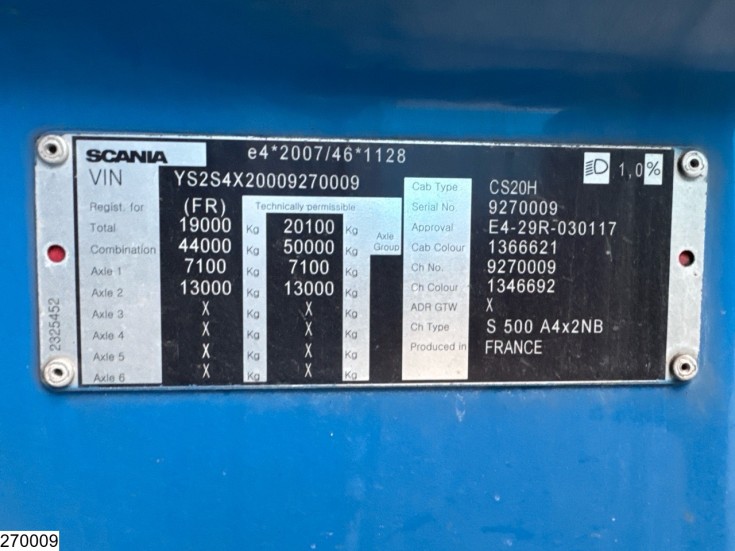 SCANIA e4*2007/46*1128 1,0%
VIN YS2S4X20009270009
Regist. for (FR) Technically permissible
Total 19000 Kg 20100 Kg Axle Group
Combination 44000 Kg 50000 Kg
Axle 1 7100 Kg 7100 Kg
Axle 2 13000 Kg 13000 Kg
Axle 3 X Kg X Kg
Axle 4 X Kg X Kg
Axle 5 X Kg X Kg
Axle 6 X Kg X Kg
Cab Type CS20H
Serial No 9270009
Approval E4-29R-030117
Cab Colour 1366621
Ch No. 9270009
Ch Colour 1346692
ADR GTW X
Ch Type S 500 A4x2NB
Produced in FRANCE
2325452
270009